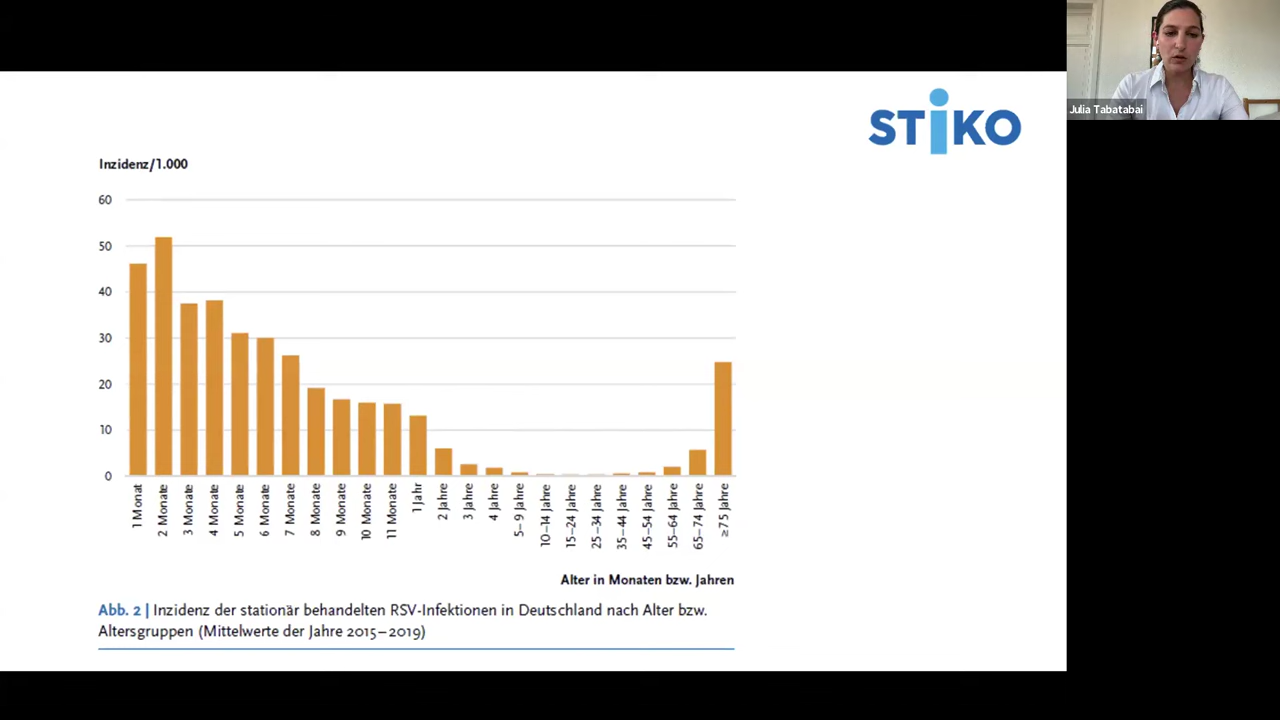 Julia Tabatabai
STiKO
Inzidenz/1.000
60
50
40
30
20
10
0
1 Monat
2 Monate
3 Monate
4 Monate
5 Monate
6 Monate
7 Monate
8 Monate
9 Monate
10 Monate
11 Monate
1 Jahr
2 Jahre
3 Jahre
4 Jahre
5–9 Jahre
10–14 Jahre
15–24 Jahre
25–34 Jahre
35–44 Jahre
45–54 Jahre
55–64 Jahre
65–74 Jahre
≥75 Jahre
Alter in Monaten bzw. Jahren
Abb. 2 | Inzidenz der stationär behandelten RSV-Infektionen in Deutschland nach Alter bzw.
Altersgruppen (Mittelwerte der Jahre 2015–2019)